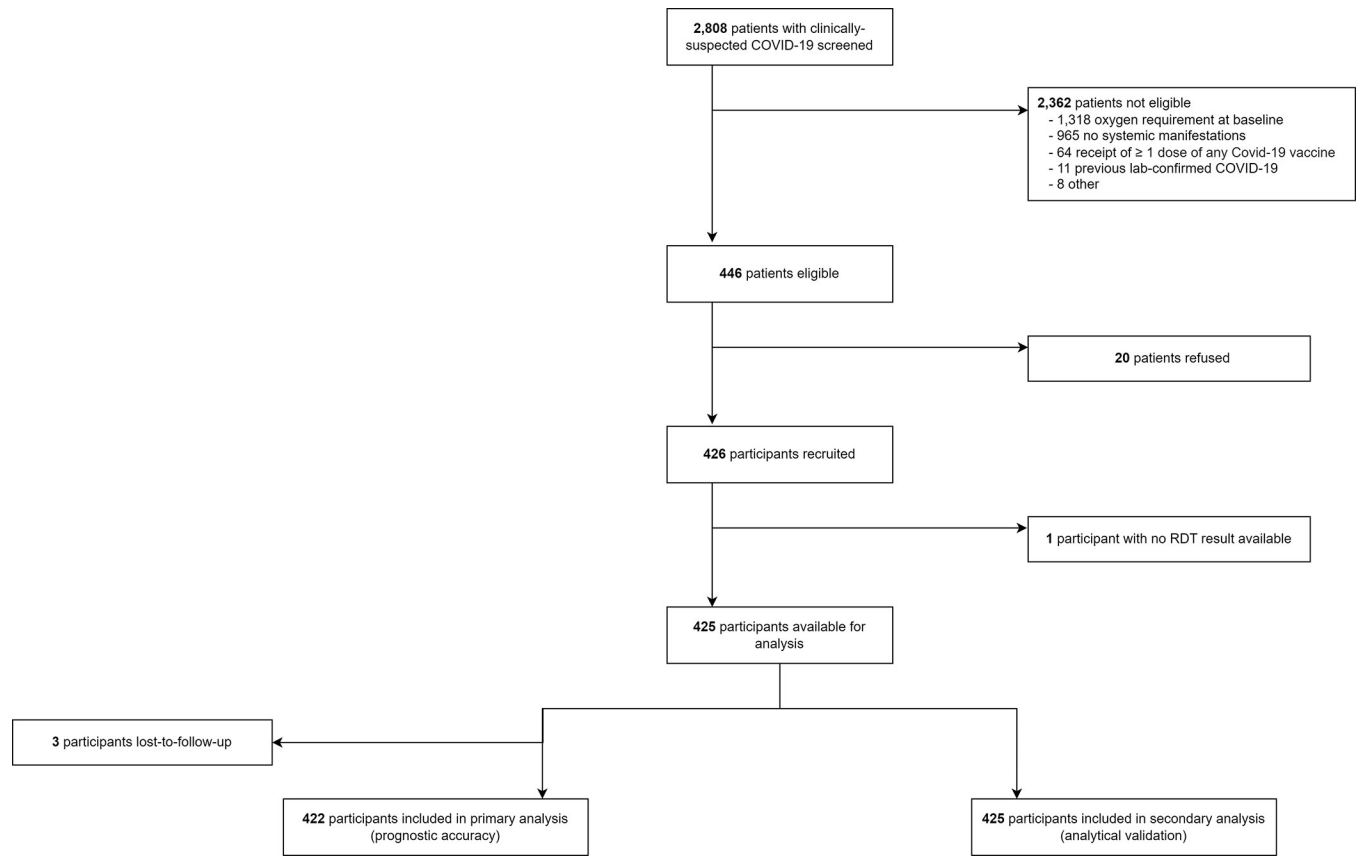 2,808 patients with clinically-
suspected COVID-19 screened
2,362 patients not eligible
- 1,318 oxygen requirement at baseline
- 965 no systemic manifestations
- 64 receipt of ≥ 1 dose of any Covid-19 vaccine
- 11 previous lab-confirmed COVID-19
- 8 other
446 patients eligible
20 patients refused
426 participants recruited
1 participant with no RDT result available
425 participants available for
analysis
3 participants lost-to-follow-up
422 participants included in primary analysis
(prognostic accuracy)
425 participants included in secondary analysis
(analytical validation)